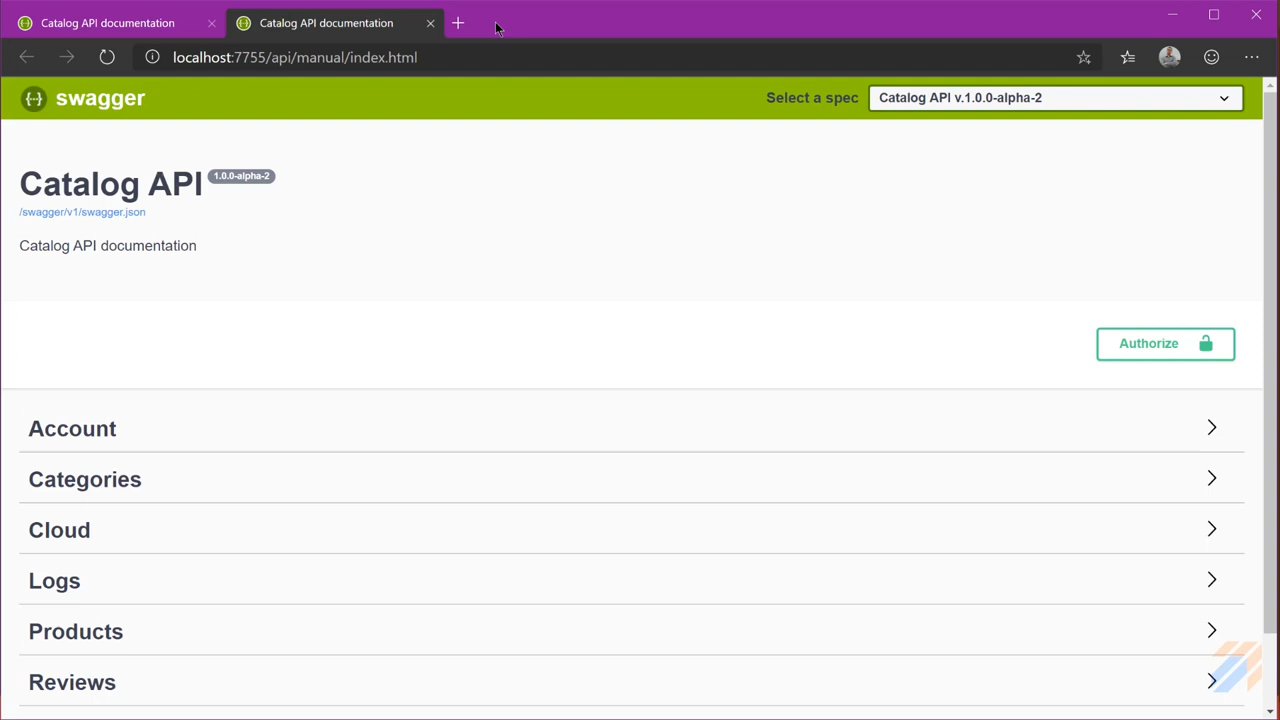 Catalog API documentation
Catalog API documentation
localhost:7755/api/manual/index.html
swagger
Select a spec
Catalog API v.1.0.0-alpha-2
Catalog API 1.0.0-alpha-2
/swagger/v1/swagger.json
Catalog API documentation
Authorize
Account
Categories
Cloud
Logs
Products
Reviews